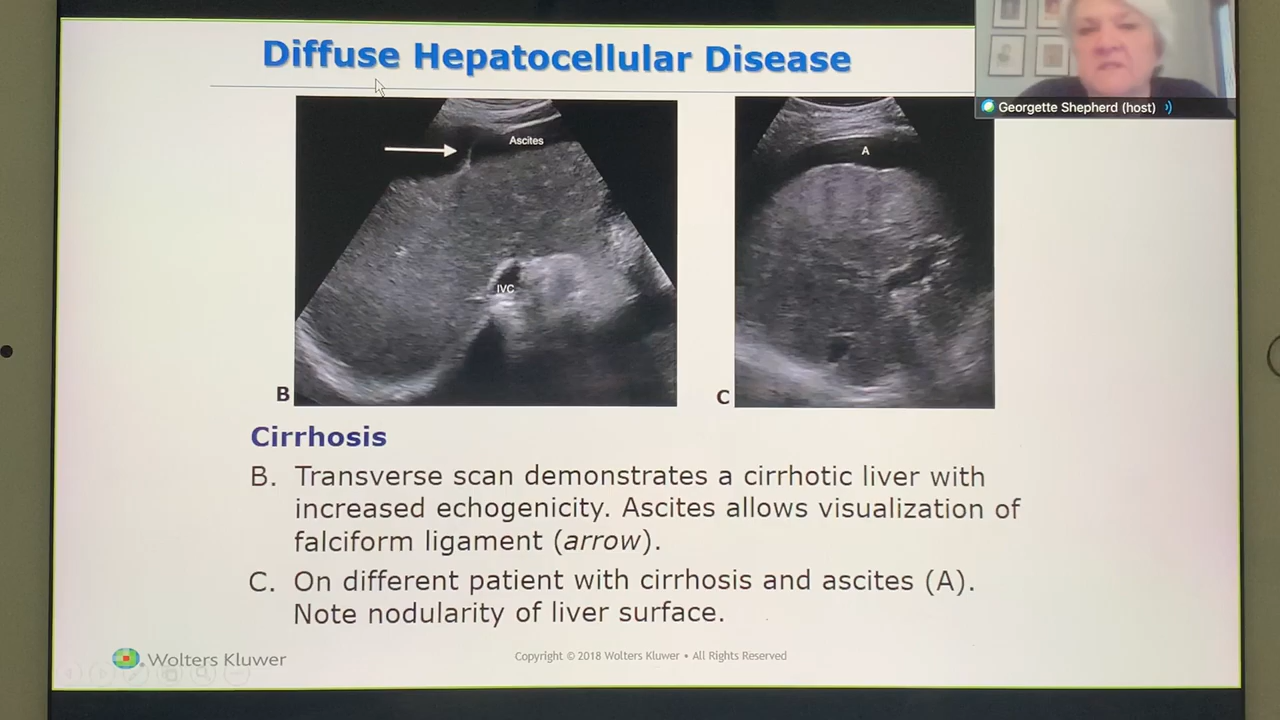 Diffuse Hepatocellular Disease
Georgette Shepherd (host)
Ascites
A
IVC
B
C
Cirrhosis
B. Transverse scan demonstrates a cirrhotic liver with
increased echogenicity. Ascites allows visualization of
falciform ligament (arrow).
C. On different patient with cirrhosis and ascites (A).
Note nodularity of liver surface.
Wolters Kluwer
Copyright © 2018 Wolters Kluwer • All Rights Reserved